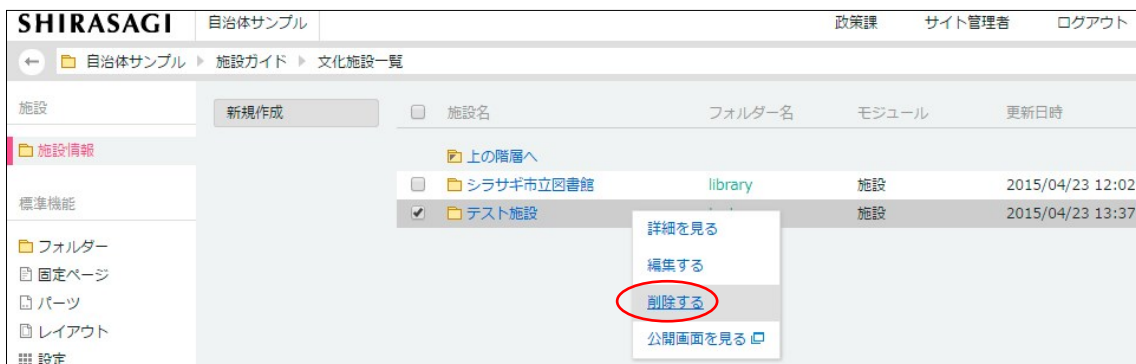 SHIRASAGI 自治体サンプル 政策課 サイト管理者 ログアウト
自治体サンプル 施設ガイド 文化施設一覧
施設 新規作成 施設名 フォルダー名 モジュール 更新日時
施設情報 上の階層へ
シラサギ市立図書館 library 施設 2015/04/23 12:02
標準機能
テスト施設 施設 2015/04/23 13:37
詳細を見る
フォルダー
編集する
固定ページ
削除する
パーツ
レイアウト
公開画面を見る
設定